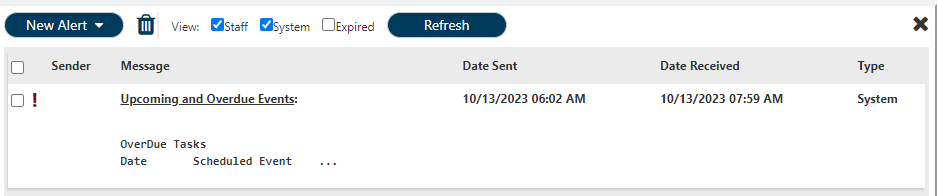 New Alert View: Staff System Expired Refresh
Sender Message Date Sent Date Received Type
! Upcoming and Overdue Events: 10/13/2023 06:02 AM 10/13/2023 07:59 AM System
OverDue Tasks
Date Scheduled Event ...